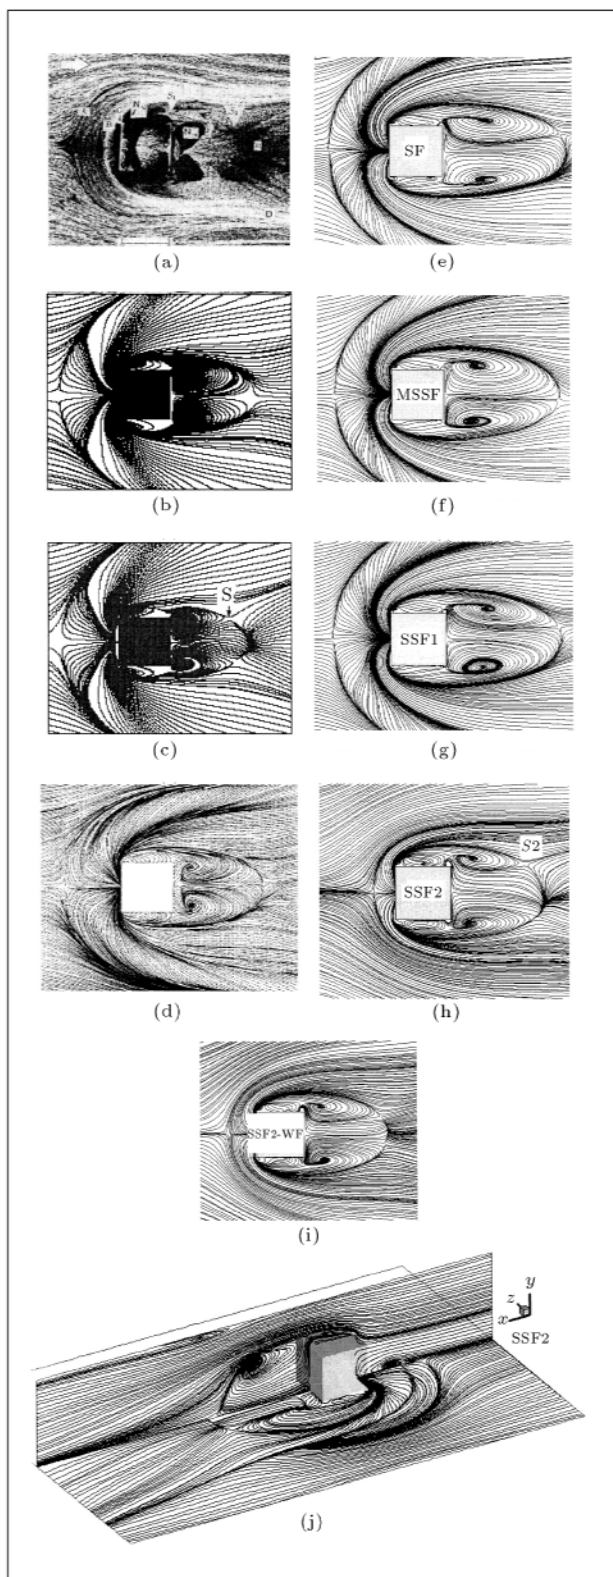 SF
(a)
(e)
MSSF
(b)
(f)
S
SSF1
(c)
(g)
S2
SSF2
(d)
(h)
SSF2-WF
(i)
y
z
x
SSF2
(j)